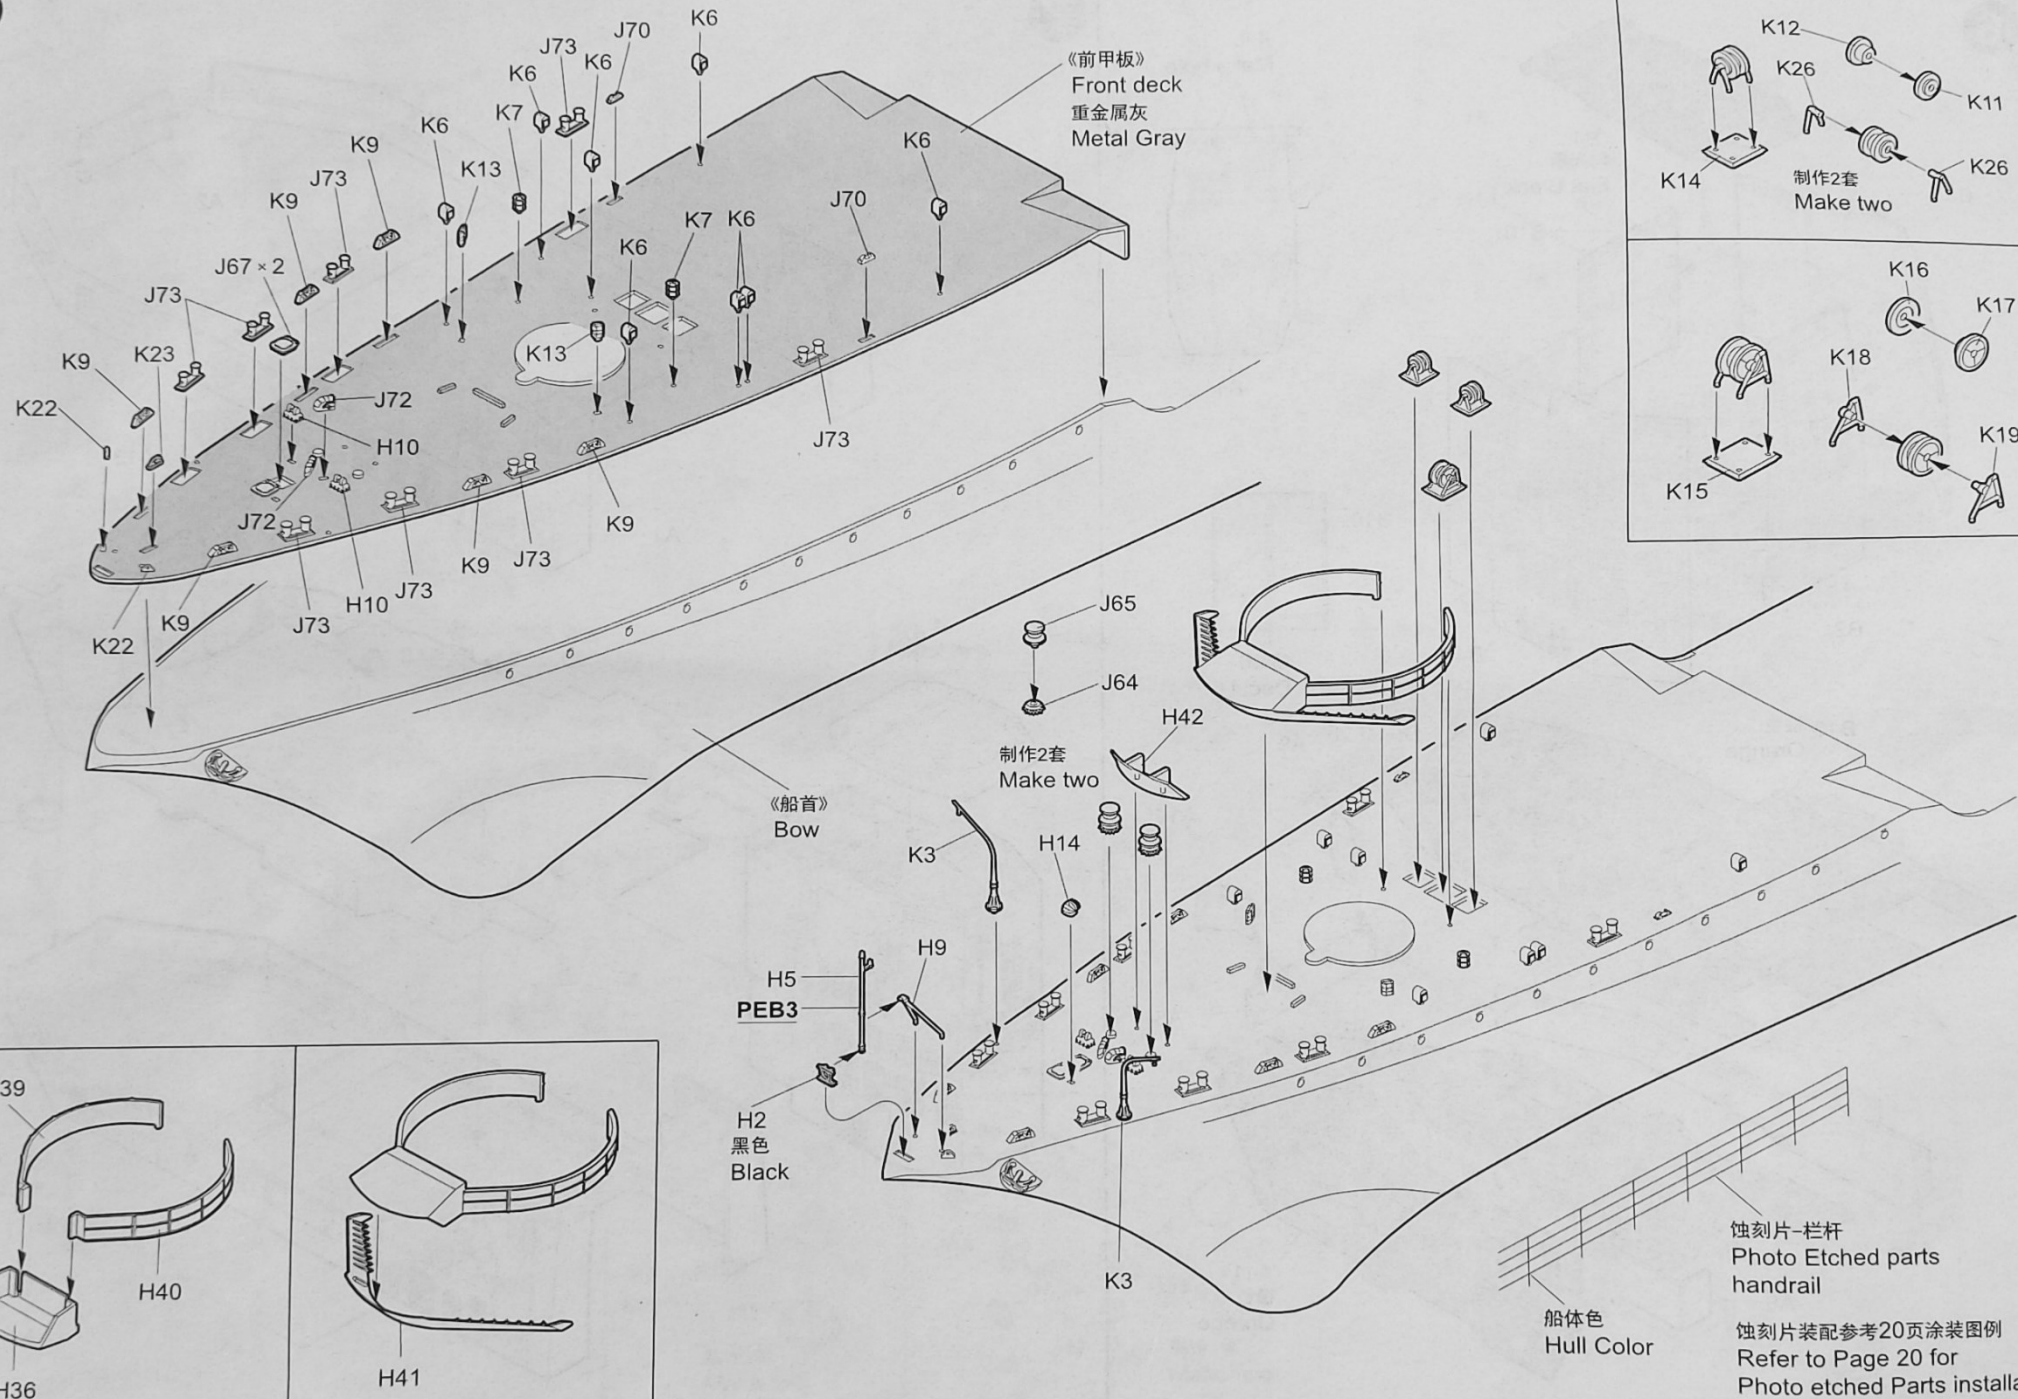 K6
J70
J73
K6
K6
K7
K6
K9
K13
J73
K9
J67×2
J73
K23
K9
K22
《前甲板》
Front deck
重金属灰
Metal Gray
K6
J70
K7
K6
K6
K13
J72
H10
J73
J72
K9
J73
K9
J73
H10
J73
K9
K22
K12
K26
K11
K14
K26
制作2套
Make two
K16
K17
K18
K19
K15
J65
J64
制作2套
Make two
H42
《船首》
Bow
K3
H14
H9
H5
PEB3
H2
黑色
Black
K3
39
H40
H36
H41
蚀刻片-栏杆
Photo Etched parts
handrail
船体色
Hull Color
蚀刻片装配参考20页涂装图例
Refer to Page 20 for
Photo etched Parts